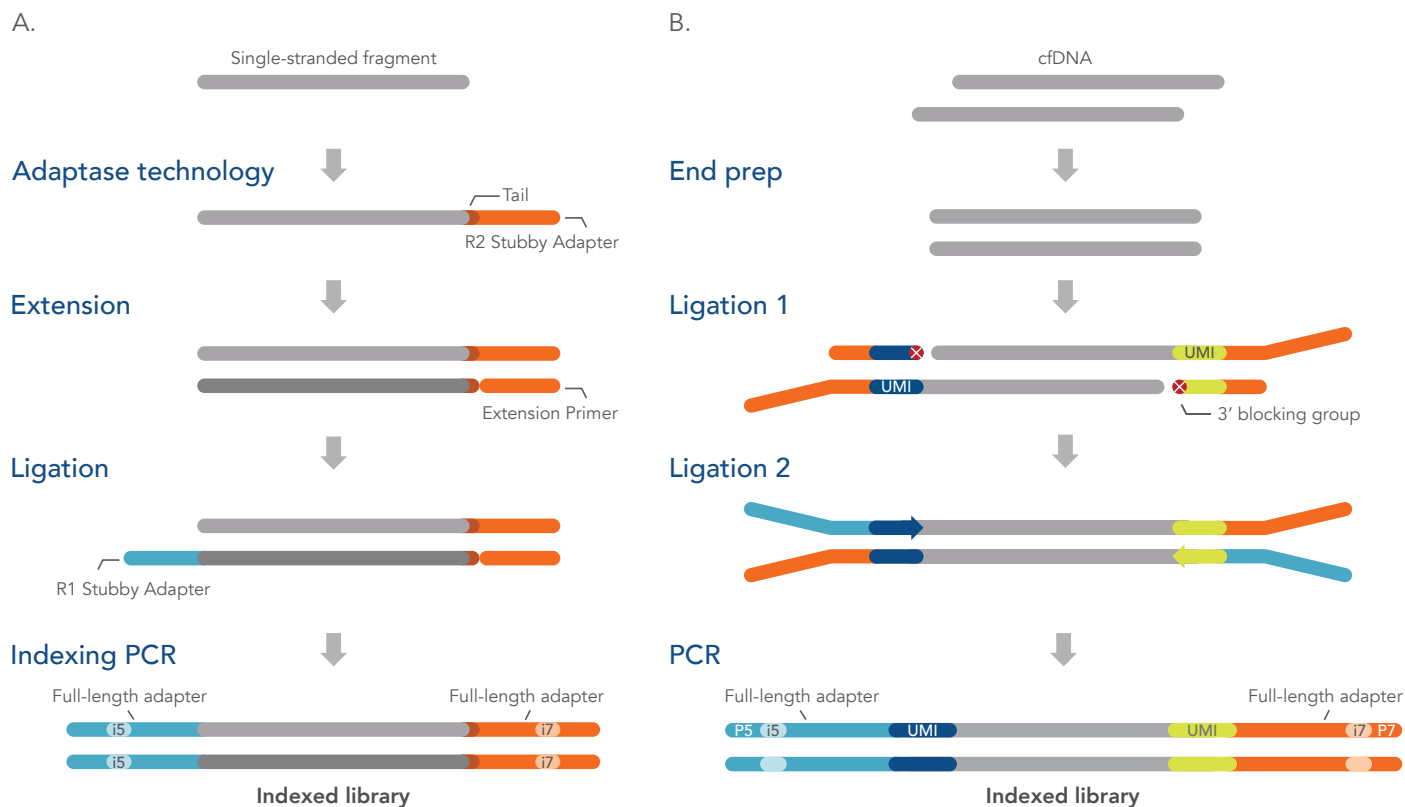 A.
Single-stranded fragment
Adaptase technology
Tail
R2 Stubby Adapter
Extension
Extension Primer
Ligation
R1 Stubby Adapter
Indexing PCR
Full-length adapter
Full-length adapter
i5
i7
i5
i7
Indexed library
B.
cfDNA
End prep
Ligation 1
UMI
UMI
3’ blocking group
Ligation 2
PCR
Full-length adapter
Full-length adapter
P5 i5 UMI UMI i7 P7
Indexed library